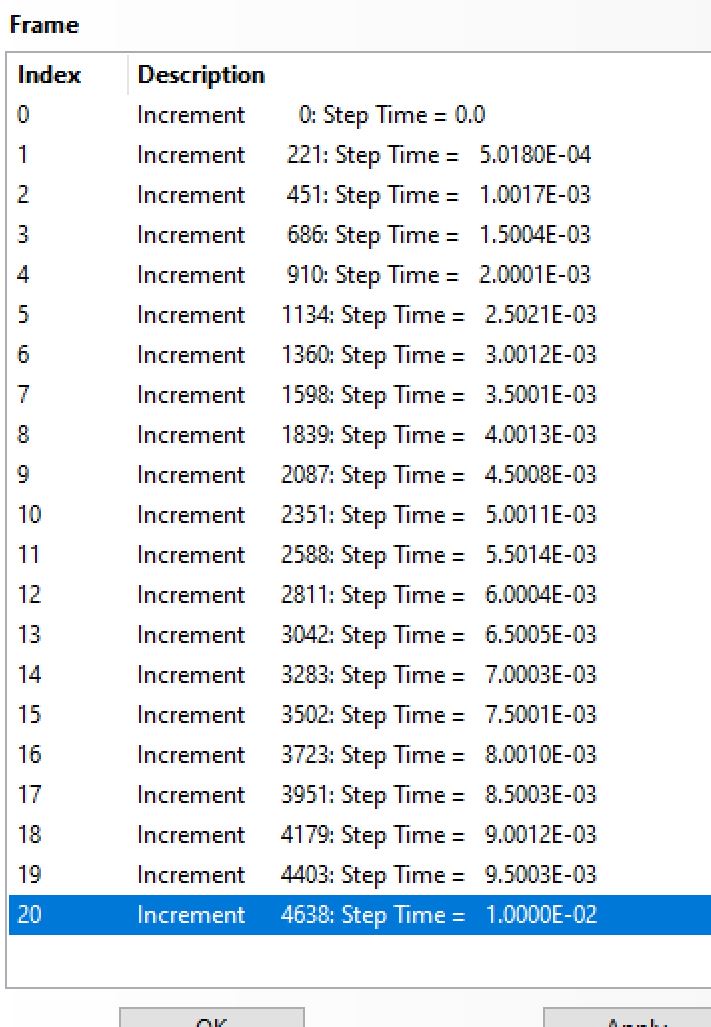 Frame
Index Description
0 Increment 0: Step Time = 0.0
1 Increment 221: Step Time = 5.0180E-04
2 Increment 451: Step Time = 1.0017E-03
3 Increment 686: Step Time = 1.5004E-03
4 Increment 910: Step Time = 2.0001E-03
5 Increment 1134: Step Time = 2.5021E-03
6 Increment 1360: Step Time = 3.0012E-03
7 Increment 1598: Step Time = 3.5001E-03
8 Increment 1839: Step Time = 4.0013E-03
9 Increment 2087: Step Time = 4.5008E-03
10 Increment 2351: Step Time = 5.0011E-03
11 Increment 2588: Step Time = 5.5014E-03
12 Increment 2811: Step Time = 6.0004E-03
13 Increment 3042: Step Time = 6.5005E-03
14 Increment 3283: Step Time = 7.0003E-03
15 Increment 3502: Step Time = 7.5001E-03
16 Increment 3723: Step Time = 8.0010E-03
17 Increment 3951: Step Time = 8.5003E-03
18 Increment 4179: Step Time = 9.0012E-03
19 Increment 4403: Step Time = 9.5003E-03
20 Increment 4638: Step Time = 1.0000E-02
OK Apply